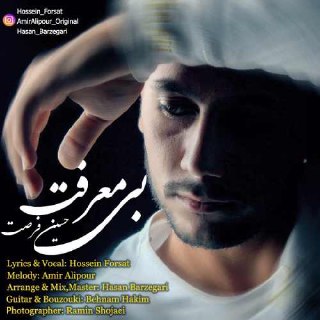 Hossein_Forsat
AmirAlipour_Original
Hasan_Barzegari
بی معرفت
حسین فرصت
Lyrics & Vocal: Hossein Forsat
Melody: Amir Alipour
Arrange & Mix,Master: Hasan Barzegari
Guitar & Bouzouki: Behnam Hakim
Photographer: Ramin Shojaei